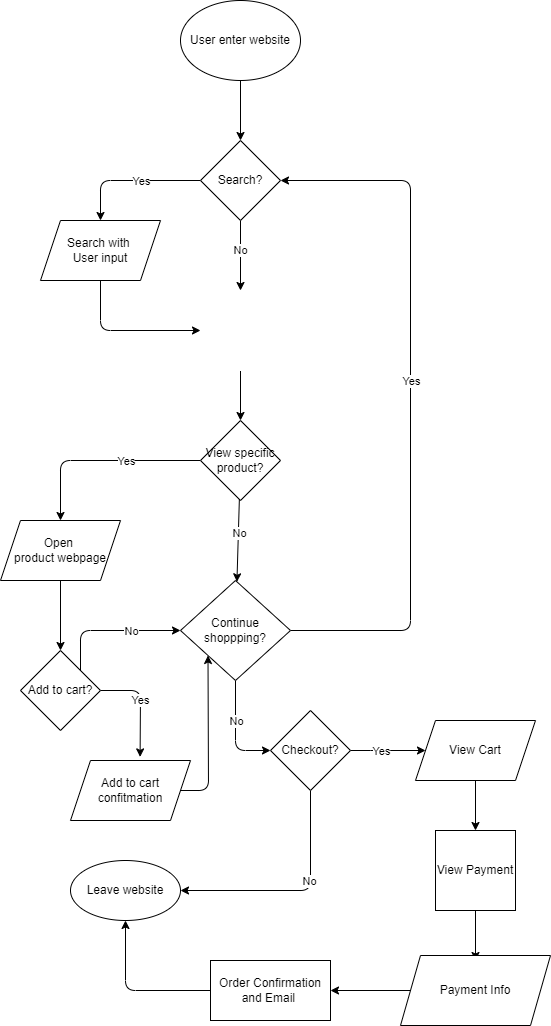 User enter website
Search?
Yes
Search with
User input
No
Yes
View specific
product?
Yes
Open
product webpage
No
Continue
shoppping?
No
Add to cart?
Yes
No
Checkout?
Yes
View Cart
Add to cart
confitmation
View Payment
No
Leave website
Order Confirmation
and Email
Payment Info